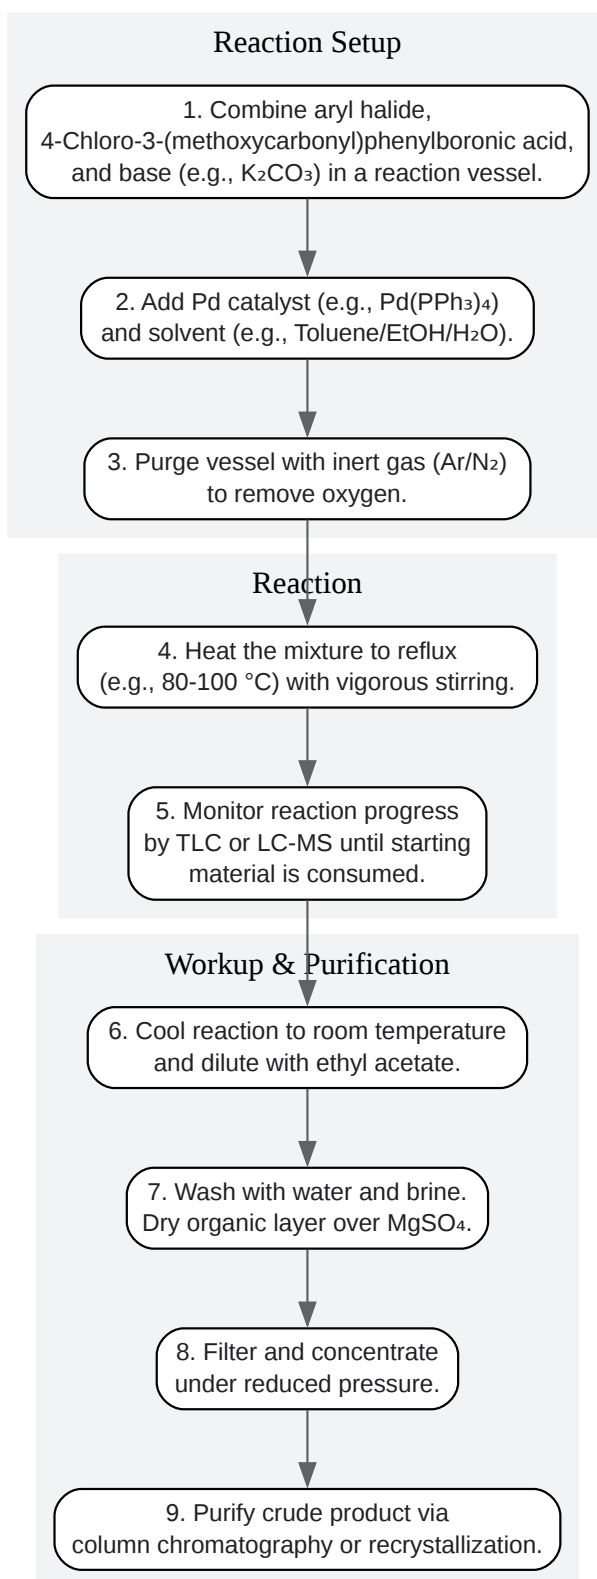 Reaction Setup
1. Combine aryl halide,
4-Chloro-3-(methoxycarbonyl)phenylboronic acid,
and base (e.g., K₂CO₃) in a reaction vessel.
2. Add Pd catalyst (e.g., Pd(PPh₃)₄)
and solvent (e.g., Toluene/EtOH/H₂O).
3. Purge vessel with inert gas (Ar/N₂)
to remove oxygen.
Reaction
4. Heat the mixture to reflux
(e.g., 80-100 °C) with vigorous stirring.
5. Monitor reaction progress
by TLC or LC-MS until starting
material is consumed.
Workup & Purification
6. Cool reaction to room temperature
and dilute with ethyl acetate.
7. Wash with water and brine.
Dry organic layer over MgSO₄.
8. Filter and concentrate
under reduced pressure.
9. Purify crude product via
column chromatography or recrystallization.